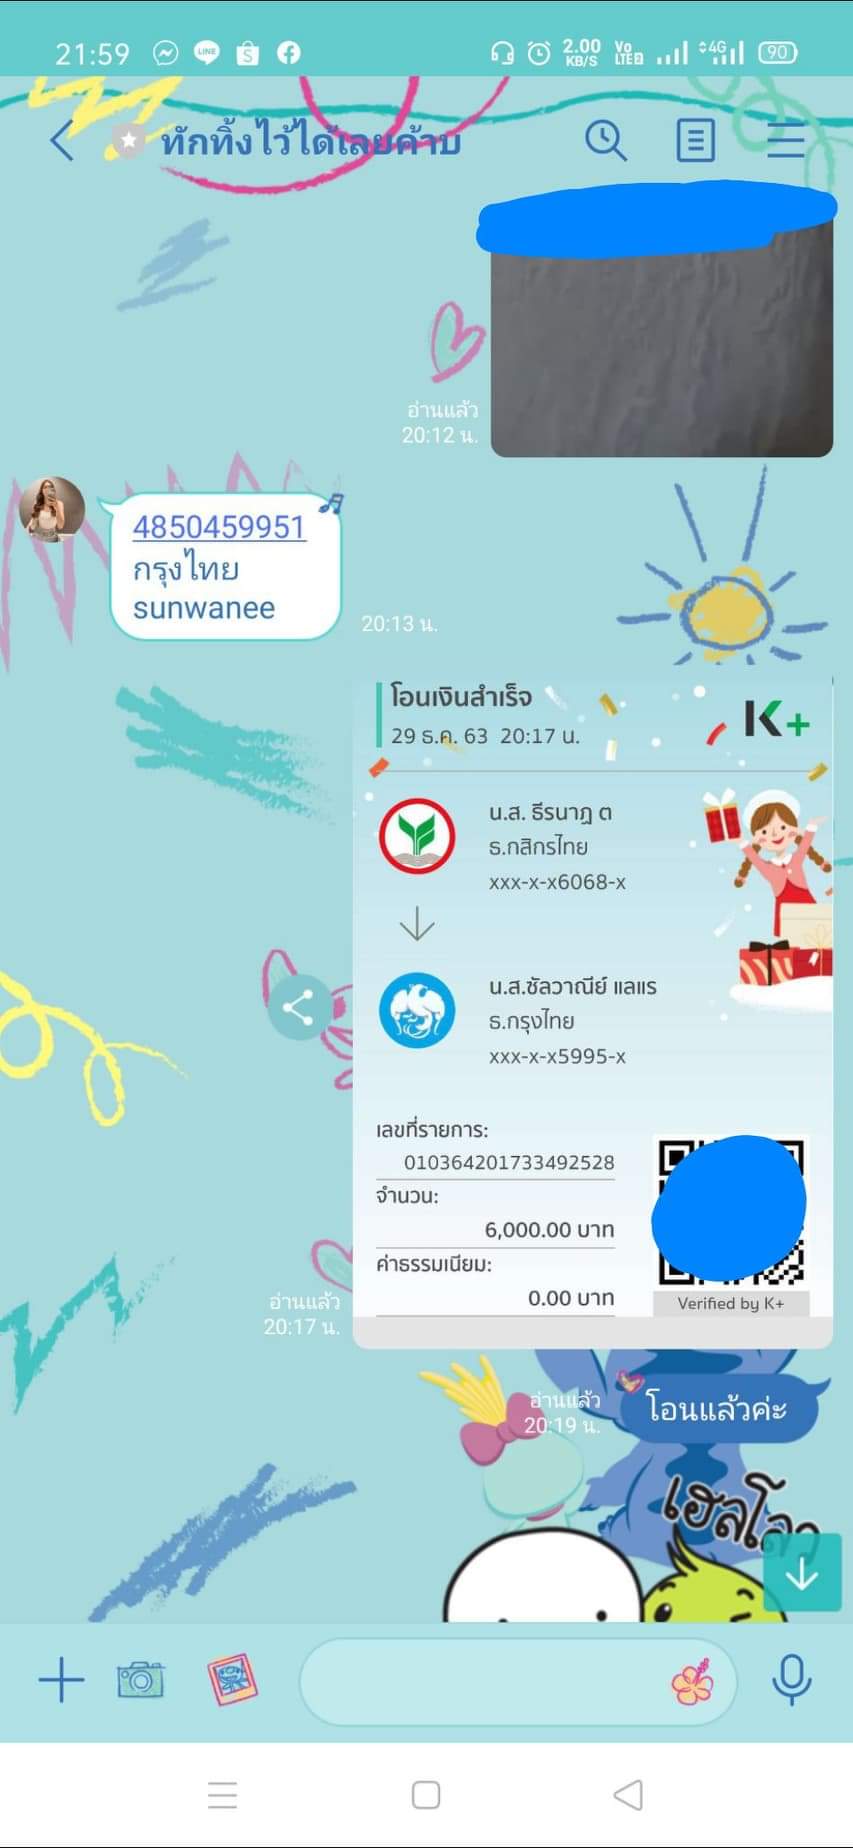 21:59
LINE
2.00
KB/S
Vo
LTE2
4G
90
ทักทิ้งไว้ได้เลยค้าบ
อ่านแล้ว
20:12 น.
4850459951
กรุงไทย
sunwanee
20:13 น.
โอนเงินสำเร็จ
29 ธ.ค. 63 20:17 น.
K+
น.ส. ธีรนาฏ ต
ธ.กสิกรไทย
xxx-x-x6068-x
น.ส.ซัลวาณีย์ แลแร
ธ.กรุงไทย
xxx-x-x5995-x
เลขที่รายการ:
010364201733492528
จำนวน:
6,000.00 บาท
ค่าธรรมเนียม:
0.00 บาท
Verified by K+
อ่านแล้ว
20:17 น.
โอนแล้วค่ะ
อ่านแล้ว
20:19 น.
เฮลโลว